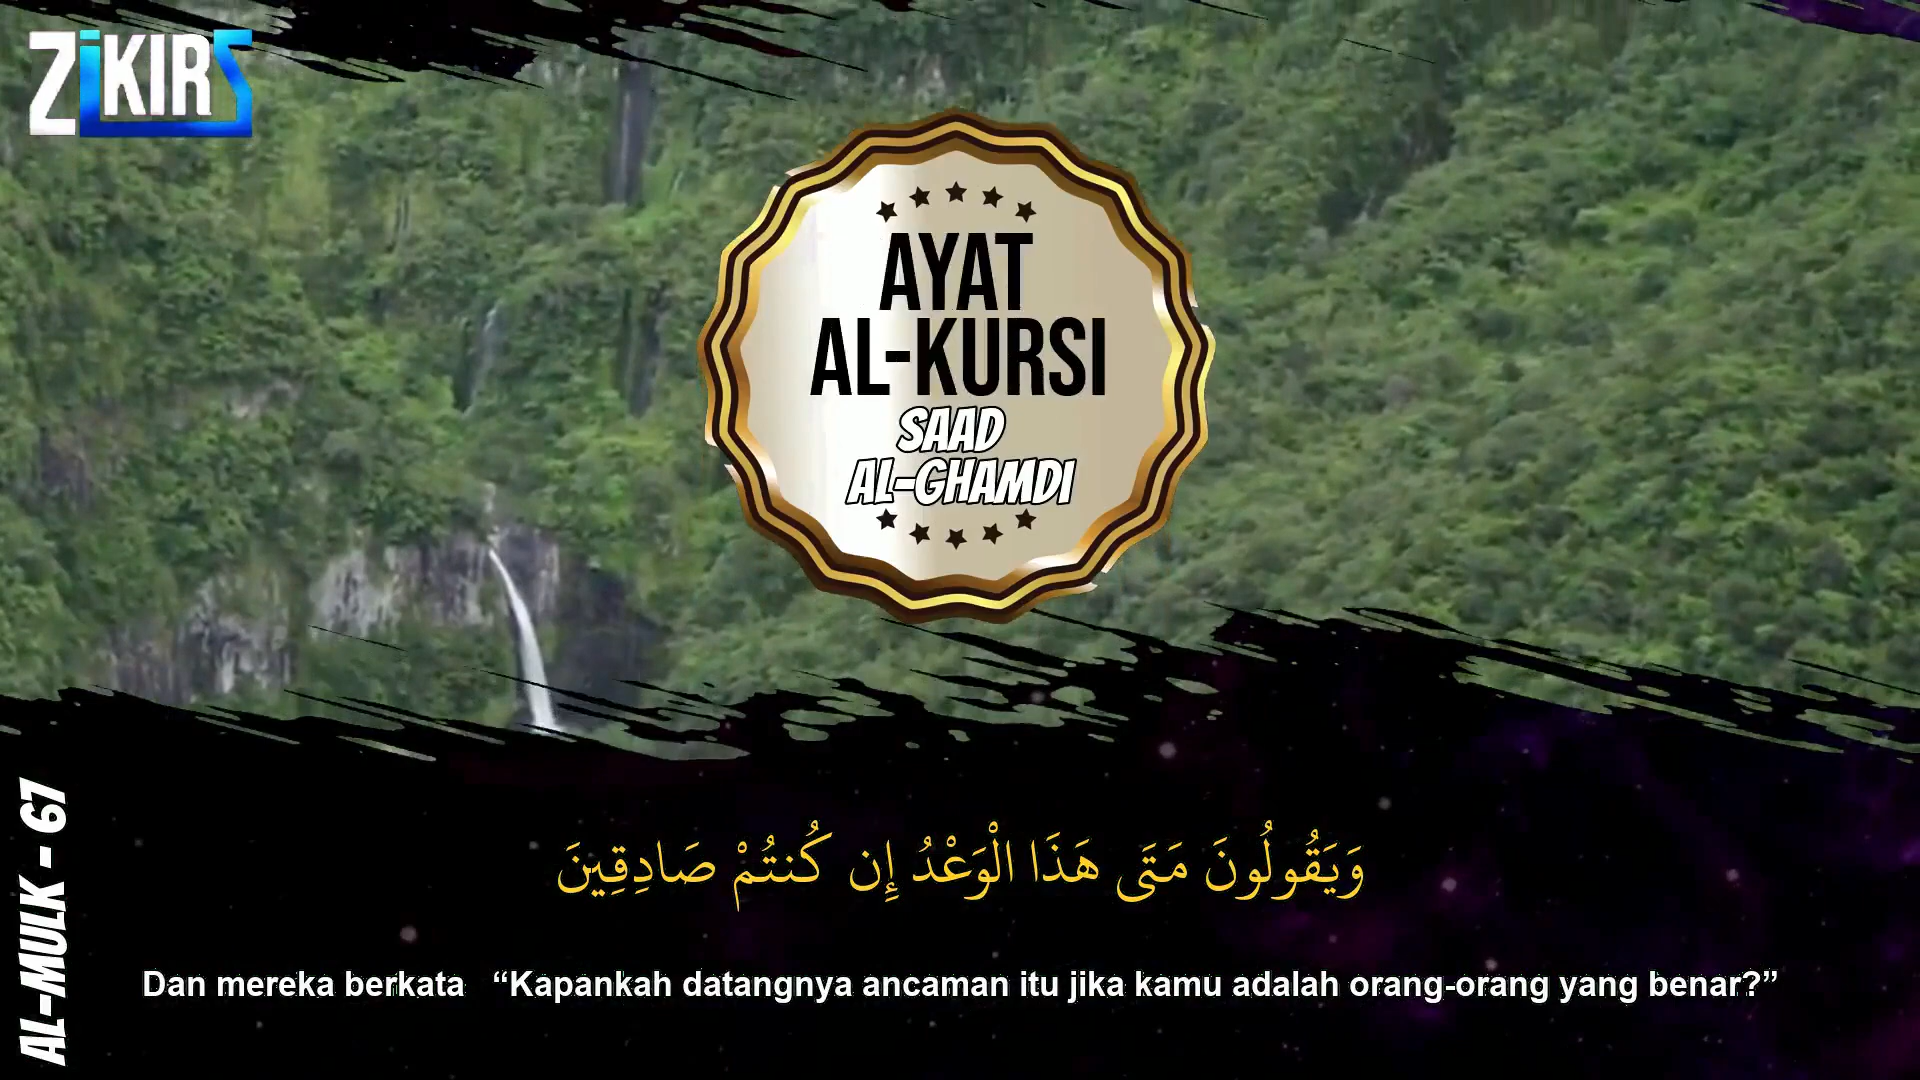 ZiKIRS
AYAT
AL-KURSI
SAAD
AL-GHAMDI
وَيَقُولُونَ مَتَى هَذَا الْوَعْدُ إِن كُنتُمْ صَادِقِينَ
Dan mereka berkata “Kapankah datangnya ancaman itu jika kamu adalah orang-orang yang benar?”
AL-MULK - 67